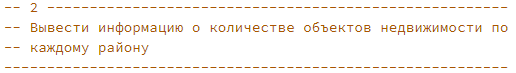 -- 2 -----------------------------------------------------
-- Вывести информацию о количестве объектов недвижимости по
-- каждому району
----------------------------------------------------------